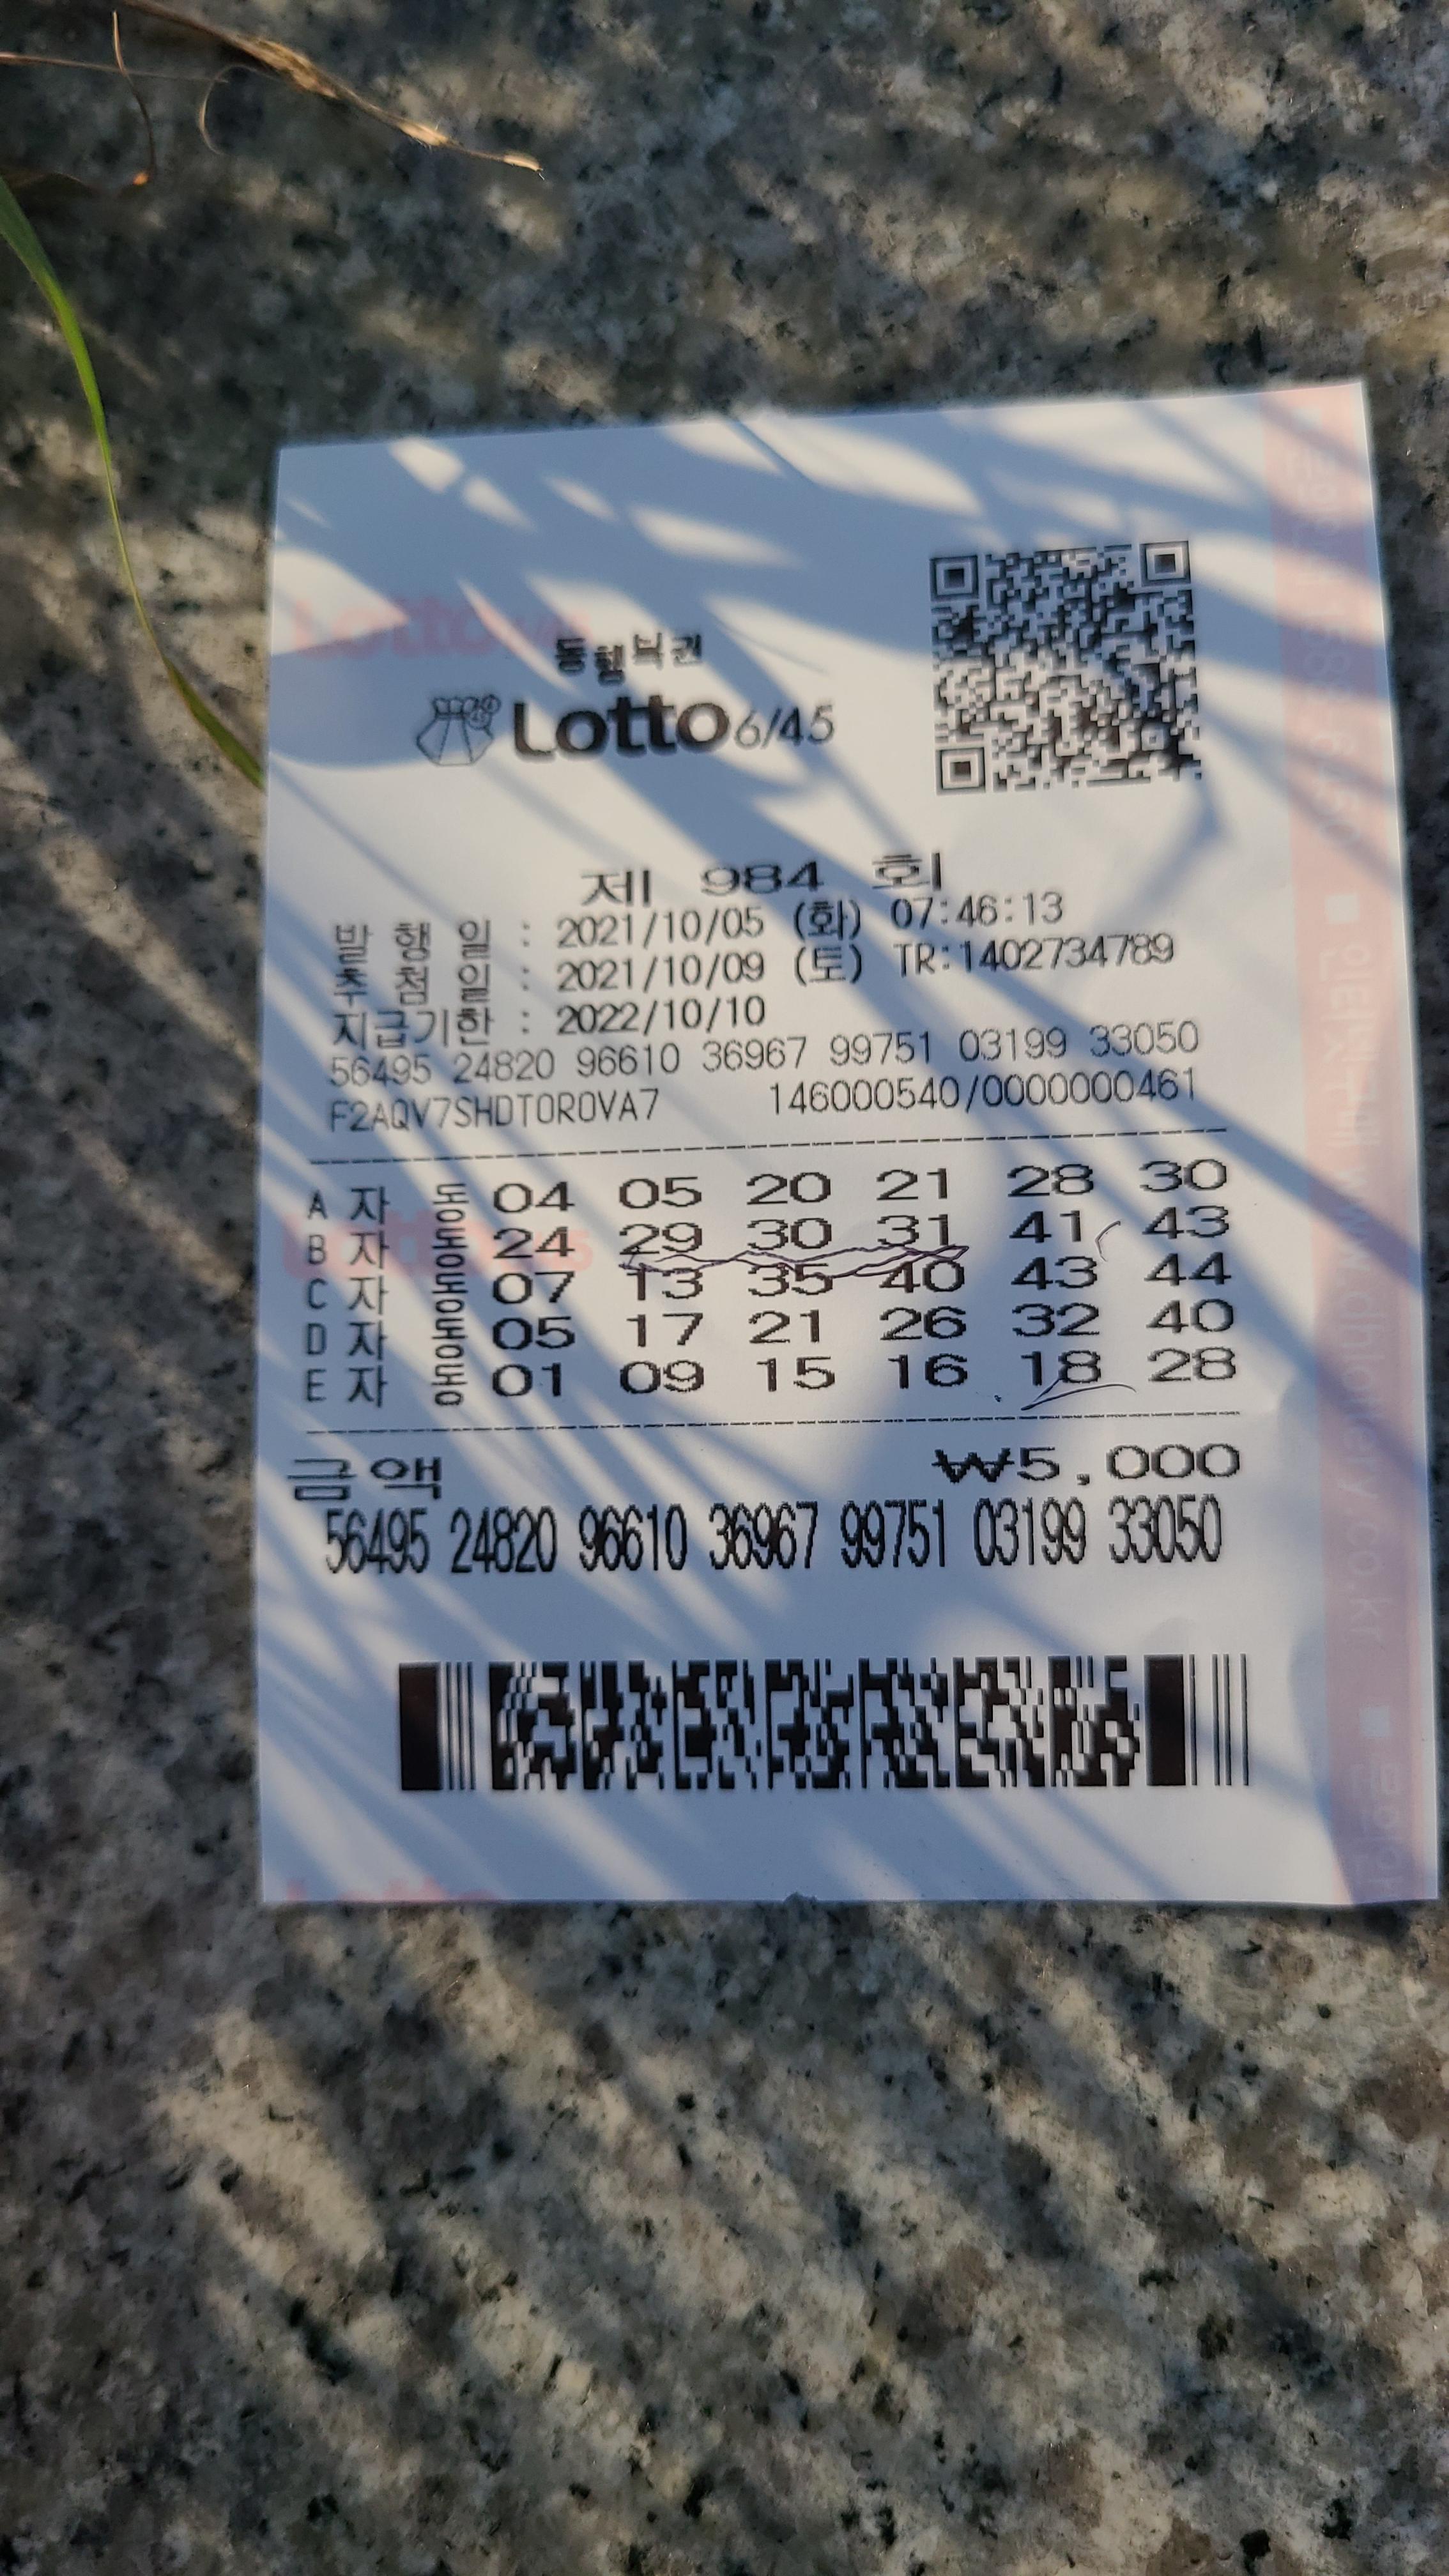 동행복권
Lotto 6/45
제 984 회
발 행 일 : 2021/10/05 (화) 07:46:13
추 첨 일 : 2021/10/09 (토) TR:1402734789
지급기한 : 2022/10/10
56495 24820 96610 36967 99751 03199 33050
F2AQV7SHDT0R0VA7 146000540/0000000461
A 자 동 04 05 20 21 28 30
B 자 동 24 29 30 31 41 43
C 자 동 07 13 35 40 43 44
D 자 동 05 17 21 26 32 40
E 자 동 01 09 15 16 18 28
금액 ₩5,000
56495 24820 96610 36967 99751 03199 33050